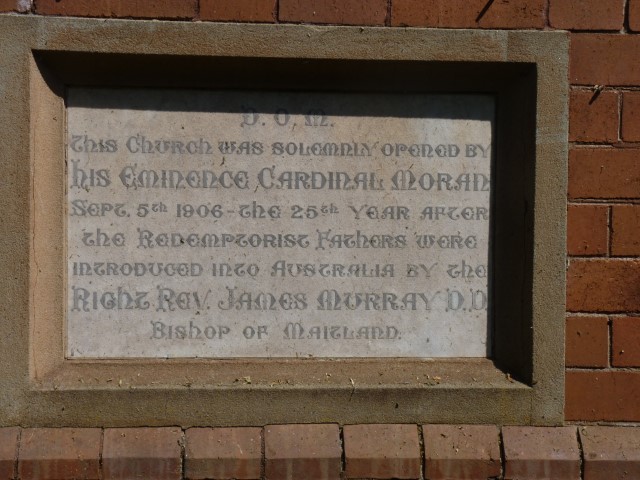 D. O. M.
This Church was solemnly opened by
His Eminence Cardinal Moran
Sept. 5th 1906 - the 25th Year after
the Redemptorist Fathers were
introduced into Australia by the
Right Rev. James Murray D.D.
Bishop of Maitland.